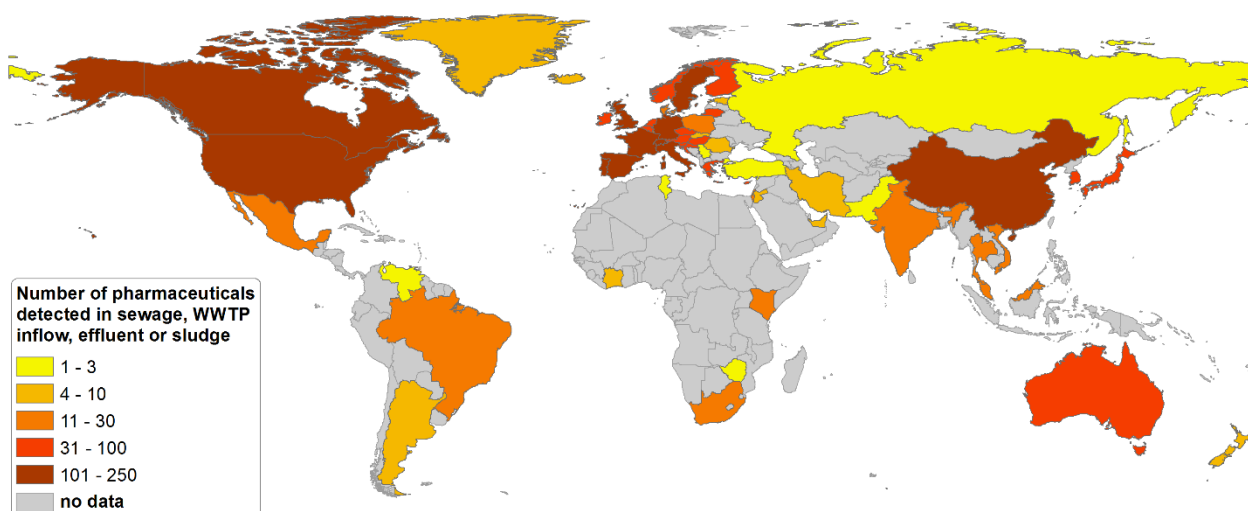 Number of pharmaceuticals
detected in sewage, WWTP
inflow, effluent or sludge
1 - 3
4 - 10
11 - 30
31 - 100
101 - 250
no data